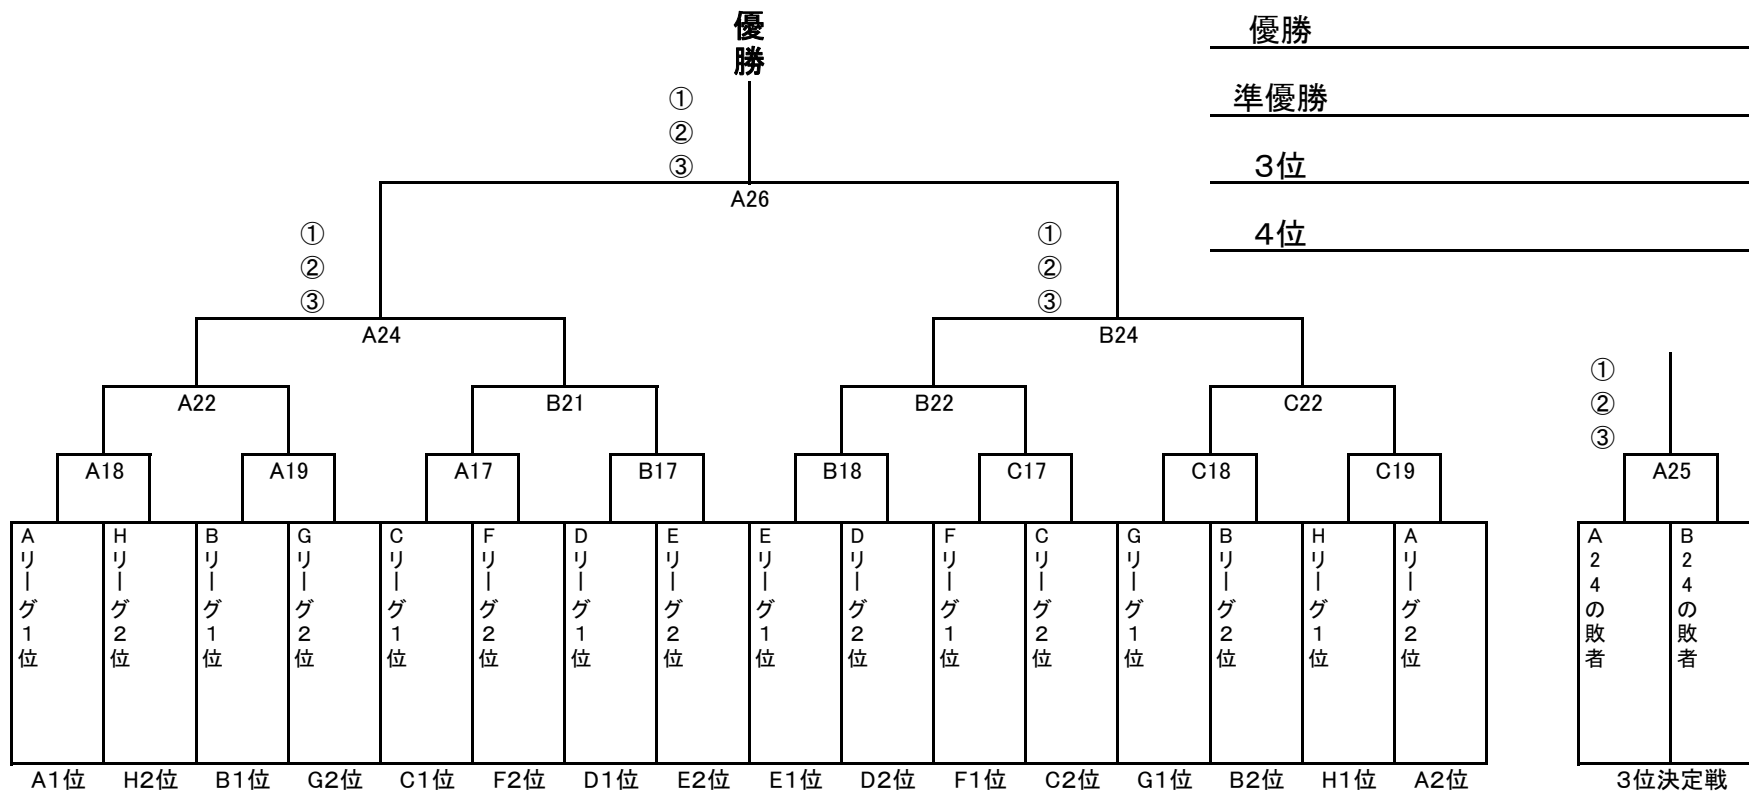 優勝
優勝
準優勝
３位
４位
①
②
③
A26
①
②
③
①
②
③
A24
B24
①
②
③
A22
B21
B22
C22
A18
A19
A17
B17
B18
C17
C18
C19
A25
Aリーグ1位
Hリーグ2位
Bリーグ1位
Gリーグ2位
Cリーグ1位
Fリーグ2位
Dリーグ1位
Eリーグ2位
Eリーグ1位
Dリーグ2位
Fリーグ1位
Cリーグ2位
Gリーグ1位
Bリーグ2位
Hリーグ1位
Aリーグ2位
A24の敗者
B24の敗者
A1位
H2位
B1位
G2位
C1位
F2位
D1位
E2位
E1位
D2位
F1位
C2位
G1位
B2位
H1位
A2位
3位決定戦